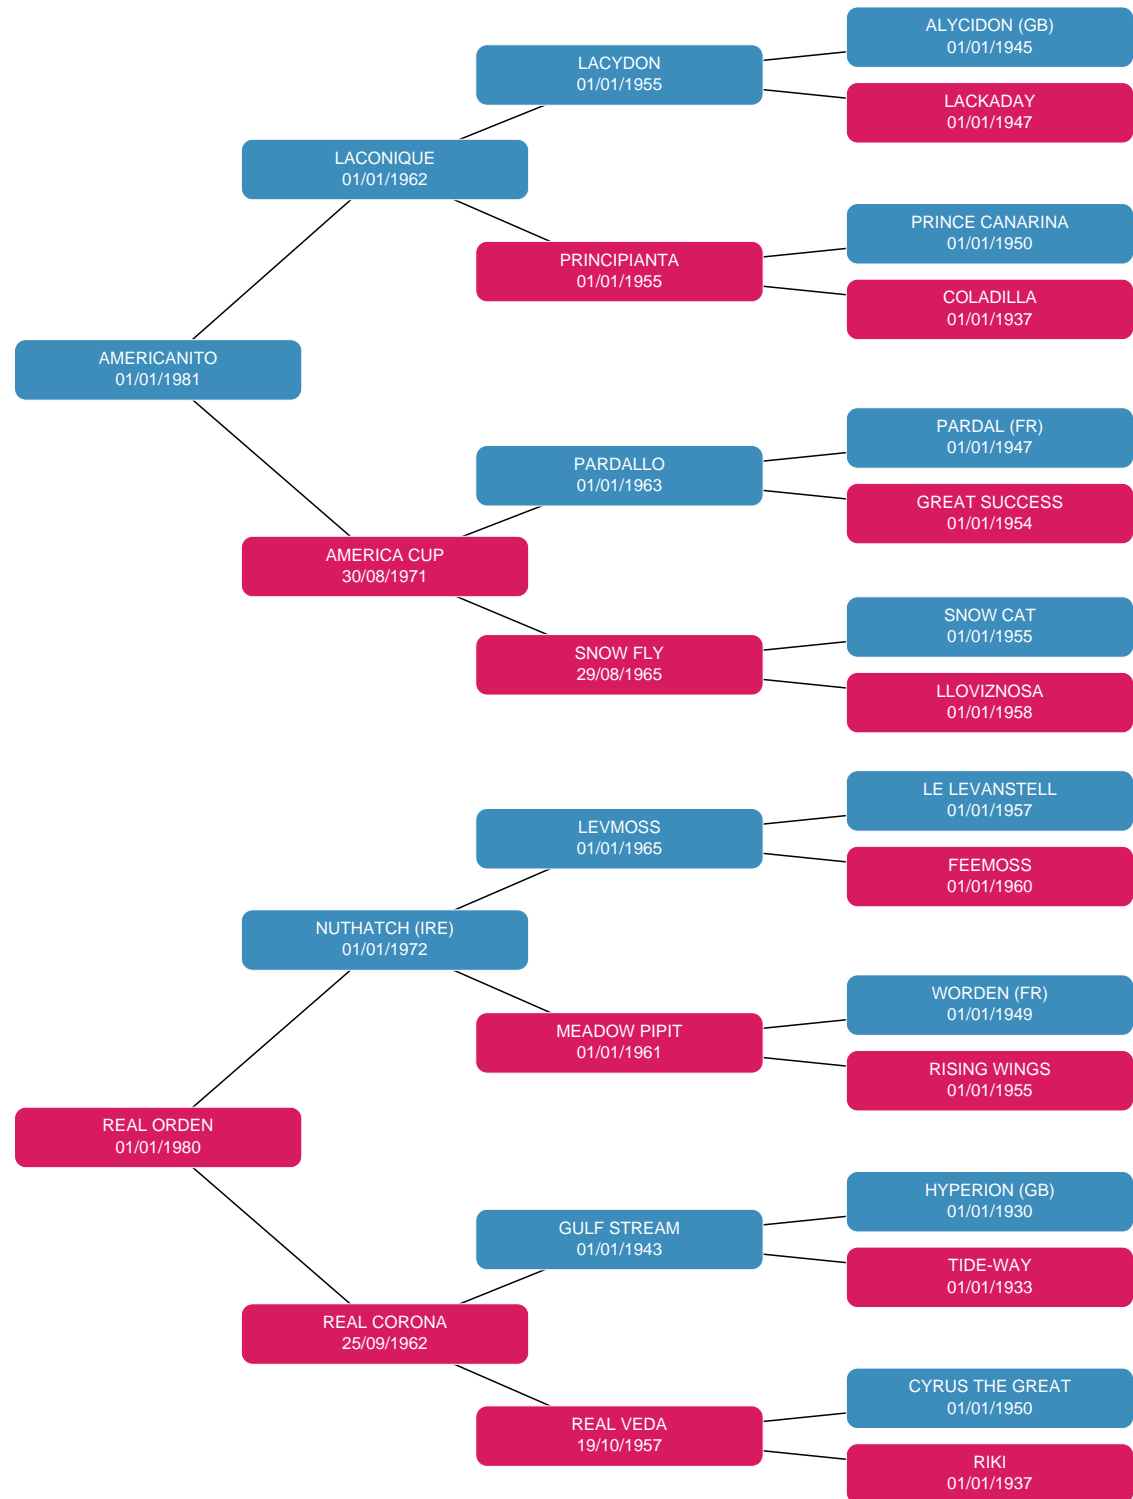 ALYCIDON (GB)
01/01/1945
LACYDON
01/01/1955
LACKADAY
01/01/1947
LACONIQUE
01/01/1962
PRINCE CANARINA
01/01/1950
PRINCIPIANTA
01/01/1955
COLADILLA
01/01/1937
AMERICANITO
01/01/1981
PARDAL (FR)
01/01/1947
PARDALLO
01/01/1963
GREAT SUCCESS
01/01/1954
AMERICA CUP
30/08/1971
SNOW CAT
01/01/1955
SNOW FLY
29/08/1965
LLOVIZNOSA
01/01/1958
LE LEVANSTELL
01/01/1957
LEVMOSS
01/01/1965
FEEMOSS
01/01/1960
NUTHATCH (IRE)
01/01/1972
WORDEN (FR)
01/01/1949
MEADOW PIPIT
01/01/1961
RISING WINGS
01/01/1955
REAL ORDEN
01/01/1980
HYPERION (GB)
01/01/1930
GULF STREAM
01/01/1943
TIDE-WAY
01/01/1933
REAL CORONA
25/09/1962
CYRUS THE GREAT
01/01/1950
REAL VEDA
19/10/1957
RIKI
01/01/1937